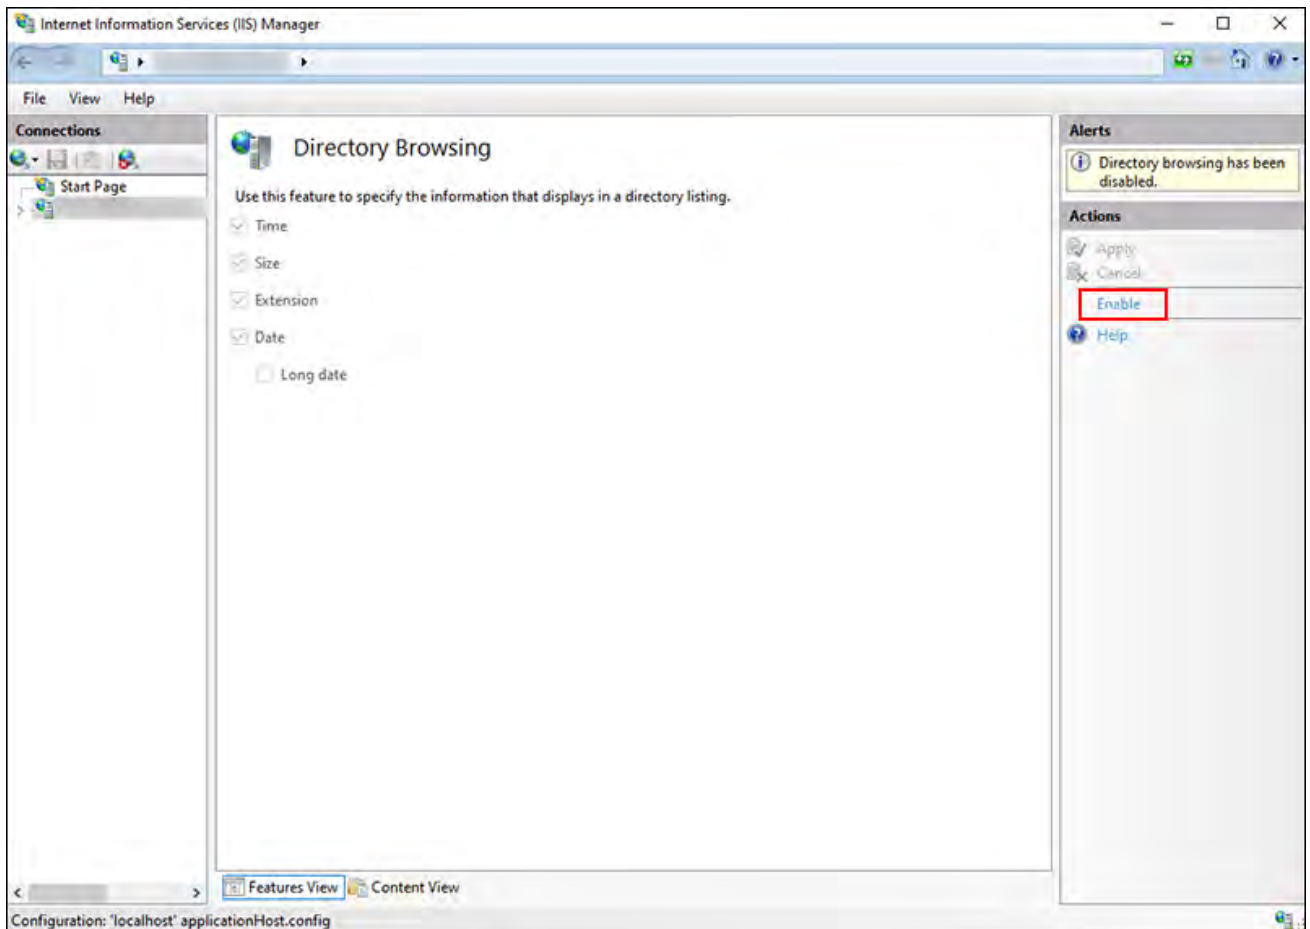 Internet Information Services (IIS) Manager
File View Help
Connections
Start Page
Directory Browsing
Use this feature to specify the information that displays in a directory listing.
Time
Size
Extension
Date
Long date
Features View Content View
Alerts
Directory browsing has been
disabled.
Actions
Apply
Cancel
Enable
Help
Configuration: 'localhost' applicationHost.config